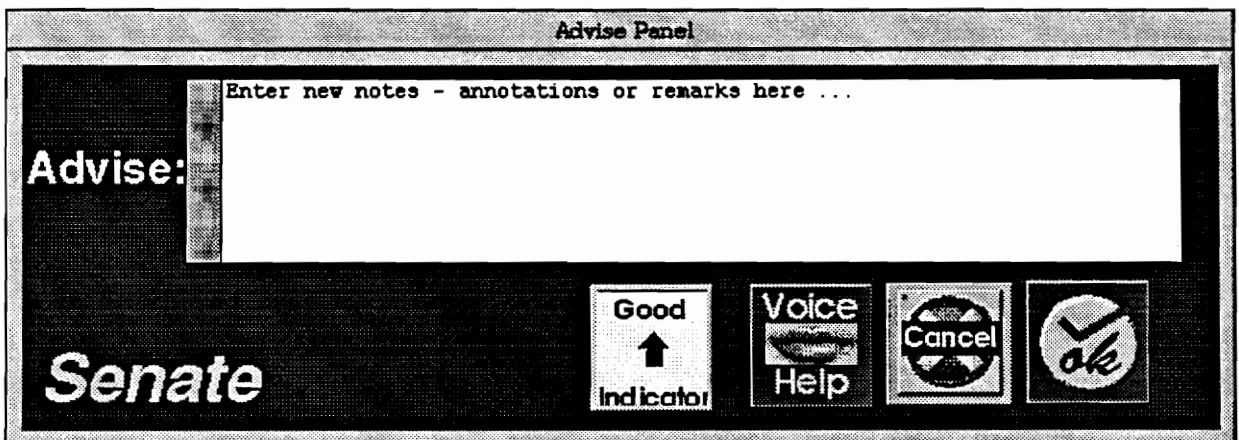 Advise Panel
Enter new notes - annotations or remarks here ...
Advise:
Good
Indicator
Voice
Help
Cancel
ok
Senate